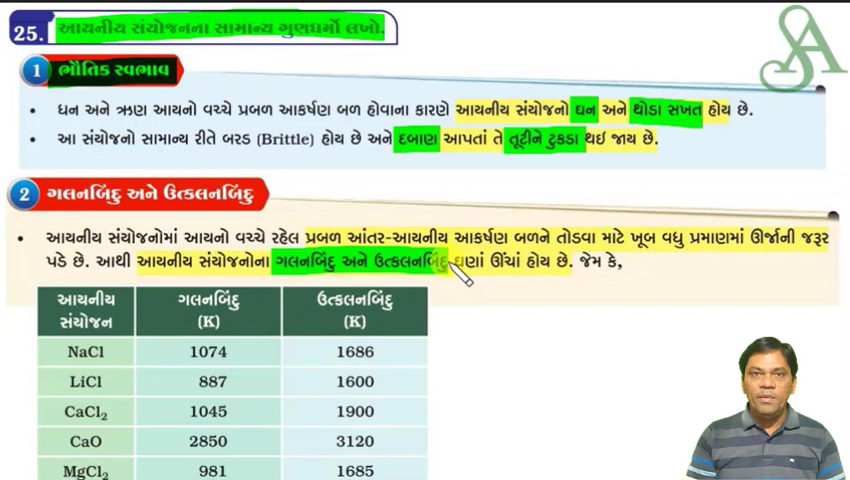 25. આયનીય સંયોજનના સામાન્ય ગુણધર્મો લખો.
1 ભૌતિક સ્વભાવ
• ધન અને ઋણ આયનો વચ્ચે પ્રબળ આકર્ષણ બળ હોવાના કારણે આયનીય સંયોજનો ઘન અને થોડા સખત હોય છે.
• આ સંયોજનો સામાન્ય રીતે બરડ (Brittle) હોય છે અને દબાણ આપતાં તે તૂટીને ટુકડા થઇ જાય છે.
2 ગલનબિંદુ અને ઉત્કલનબિંદુ
• આયનીય સંયોજનોમાં આયનો વચ્ચે રહેલ પ્રબળ આંતર-આયનીય આકર્ષણ બળને તોડવા માટે ખૂબ વધુ પ્રમાણમાં ઊર્જાની જરૂર
પડે છે. આથી આયનીય સંયોજનોના ગલનબિંદુ અને ઉત્કલનબિંદુ ઘણાં ઊંચાં હોય છે. જેમ કે,
આયનીય સંયોજન ગલનબિંદુ (K) ઉત્કલનબિંદુ (K)
NaCl 1074 1686
LiCl 887 1600
CaCl₂ 1045 1900
CaO 2850 3120
MgCl₂ 981 1685